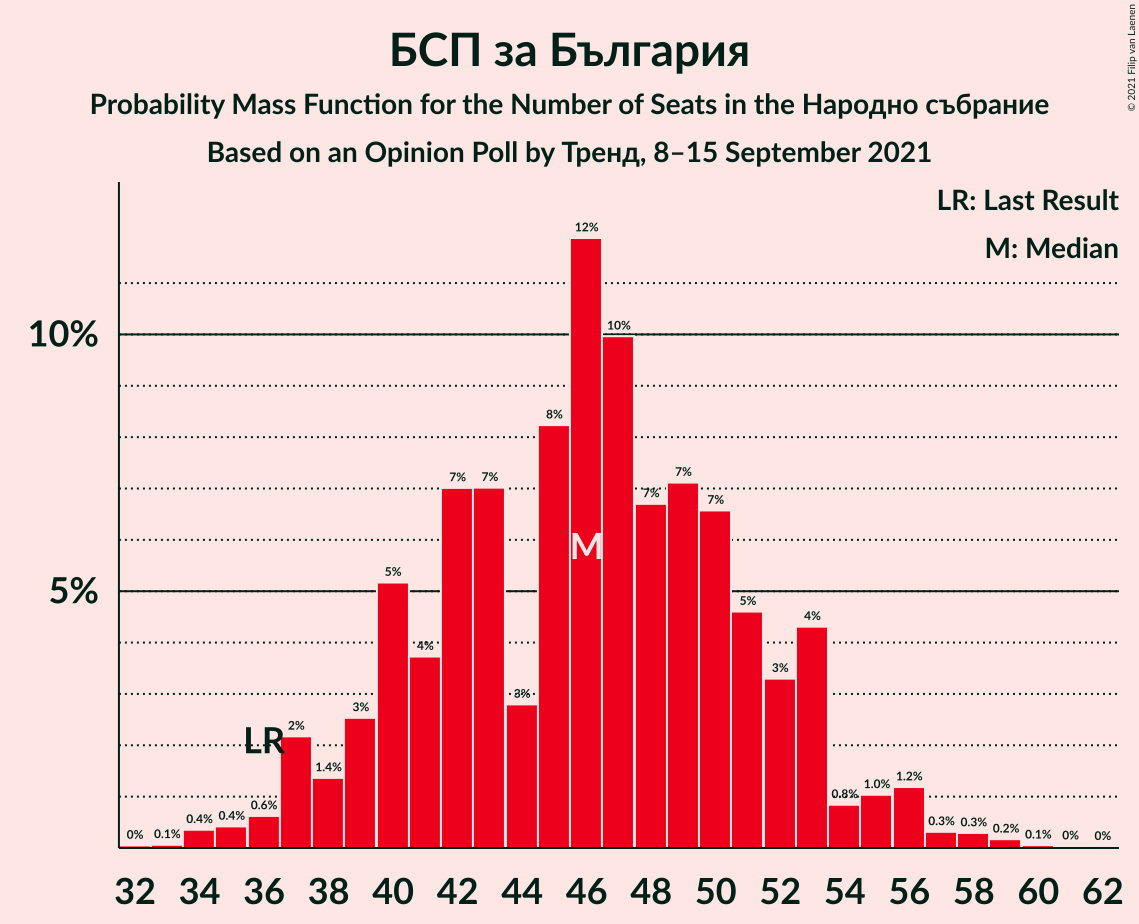 БСП за България
Probability Mass Function for the Number of Seats in the Народно събрание
Based on an Opinion Poll by Тренд, 8–15 September 2021
© 2021 Filip van Laenen
LR: Last Result
M: Median
10%
5%
0% 0.1% 0.4% 0.4% 0.6% 2% 1.4% 3% 5% 4% 7% 7% 3% 8% 12% 10% 7% 7% 7% 5% 3% 4% 0.8% 1.0% 1.2% 0.3% 0.3% 0.2% 0.1% 0% 0%
LR
M
32 34 36 38 40 42 44 46 48 50 52 54 56 58 60 62